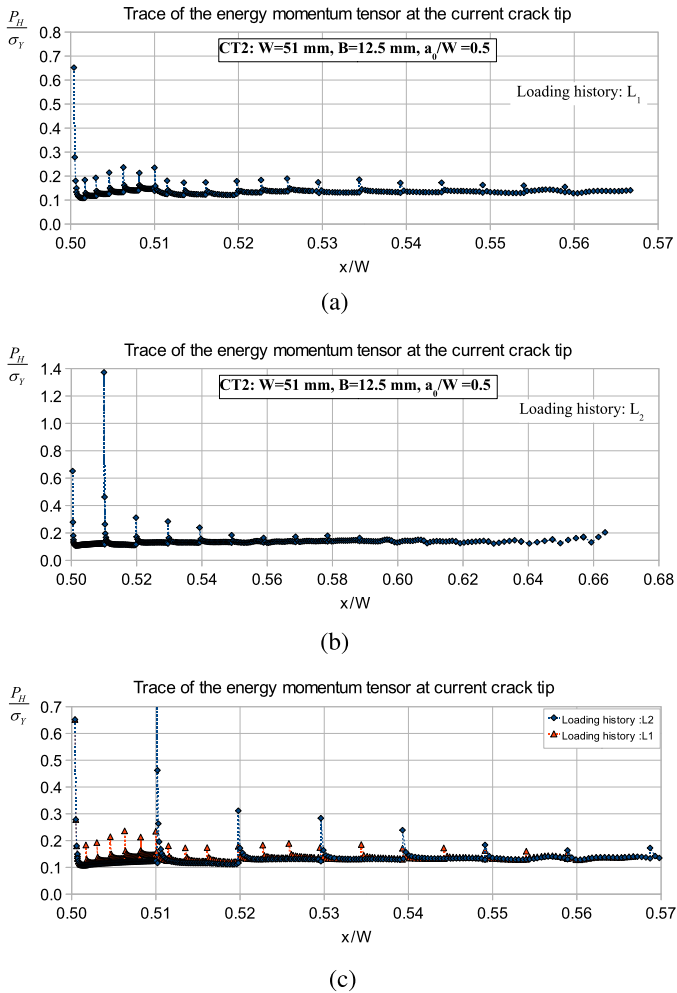 P_H/σ_Y
Trace of the energy momentum tensor at the current crack tip
CT2: W=51 mm, B=12.5 mm, a_0/W =0.5
Loading history: L_1
0.8
0.7
0.6
0.5
0.4
0.3
0.2
0.1
0.0
0.50 0.51 0.52 0.53 0.54 0.55 0.56 0.57
x/W
(a)
P_H/σ_Y
Trace of the energy momentum tensor at the current crack tip
CT2: W=51 mm, B=12.5 mm, a_0/W =0.5
Loading history: L_2
1.4
1.2
1.0
0.8
0.6
0.4
0.2
0.0
0.50 0.52 0.54 0.56 0.58 0.60 0.62 0.64 0.66 0.68
x/W
(b)
P_H/σ_Y
Trace of the energy momentum tensor at current crack tip
Loading history :L2
Loading history :L1
0.7
0.6
0.5
0.4
0.3
0.2
0.1
0.0
0.50 0.51 0.52 0.53 0.54 0.55 0.56 0.57
x/W
(c)